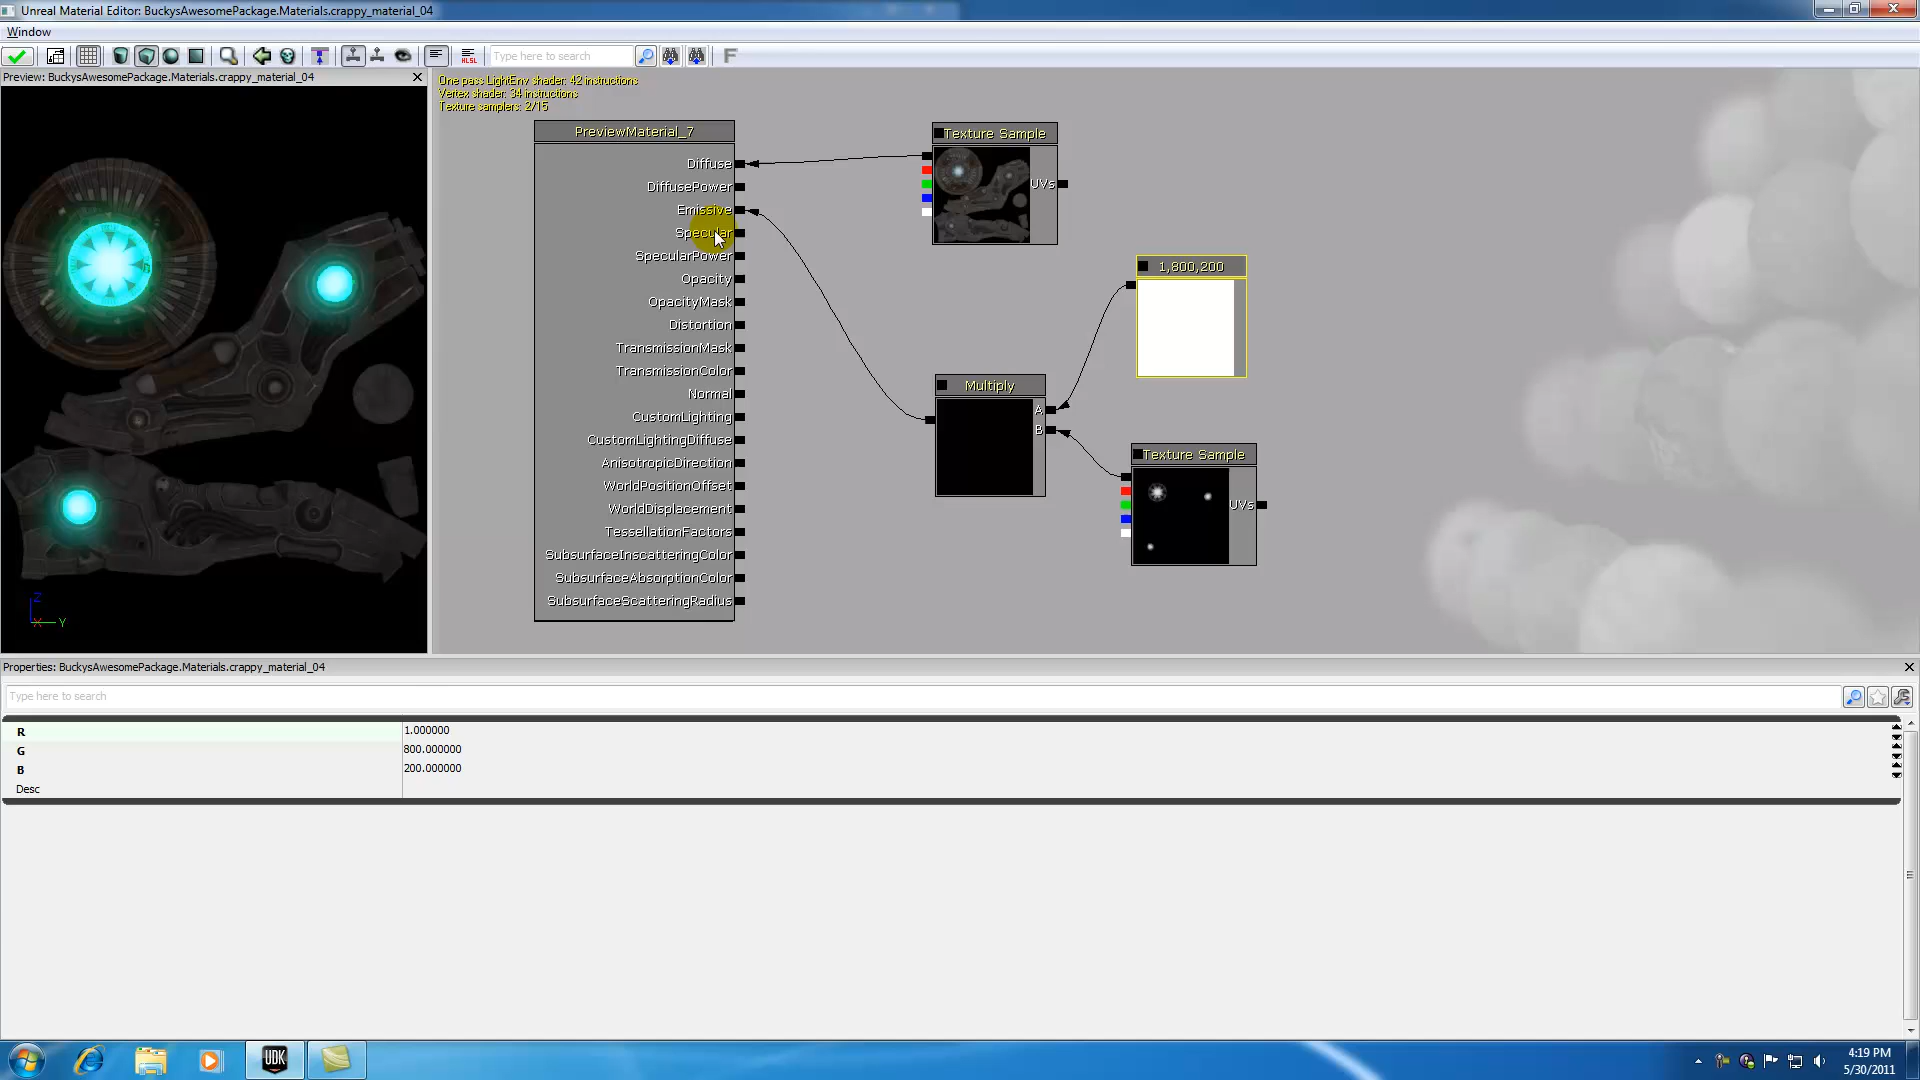 Unreal Material Editor: BuckysAwesomePackage.Materials.crappy_material_04
Window
HLSL
Type here to search
F
Preview: BuckysAwesomePackage.Materials.crappy_material_04
One pass LightEnv shader: 42 instructions
Vertex shader: 34 instructions
Texture samplers: 2/15
PreviewMaterial_7
Diffuse
DiffusePower
Emissive
Specular
SpecularPower
Opacity
OpacityMask
Distortion
TransmissionMask
TransmissionColor
Normal
CustomLighting
CustomLightingDiffuse
AnisotropicDirection
WorldPositionOffset
WorldDisplacement
TessellationFactors
SubsurfaceInscatteringColor
SubsurfaceAbsorptionColor
SubsurfaceScatteringRadius
Texture Sample
UVs
1,800,200
Multiply
A
B
Texture Sample
UVs
Z
X Y
Properties: BuckysAwesomePackage.Materials.crappy_material_04
Type here to search
R 1.000000
G 800.000000
B 200.000000
Desc
UDK
4:19 PM
5/30/2011